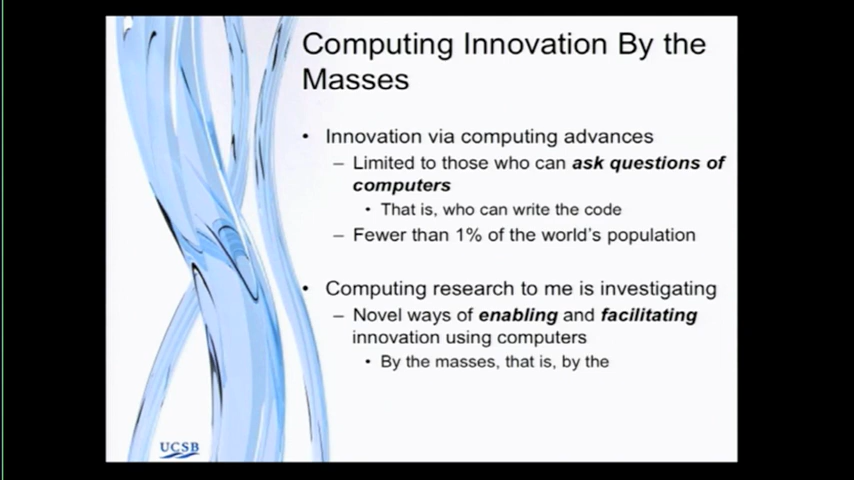 Computing Innovation By the
Masses
• Innovation via computing advances
– Limited to those who can ask questions of
computers
• That is, who can write the code
– Fewer than 1% of the world's population
• Computing research to me is investigating
– Novel ways of enabling and facilitating
innovation using computers
• By the masses, that is, by the
UCSB